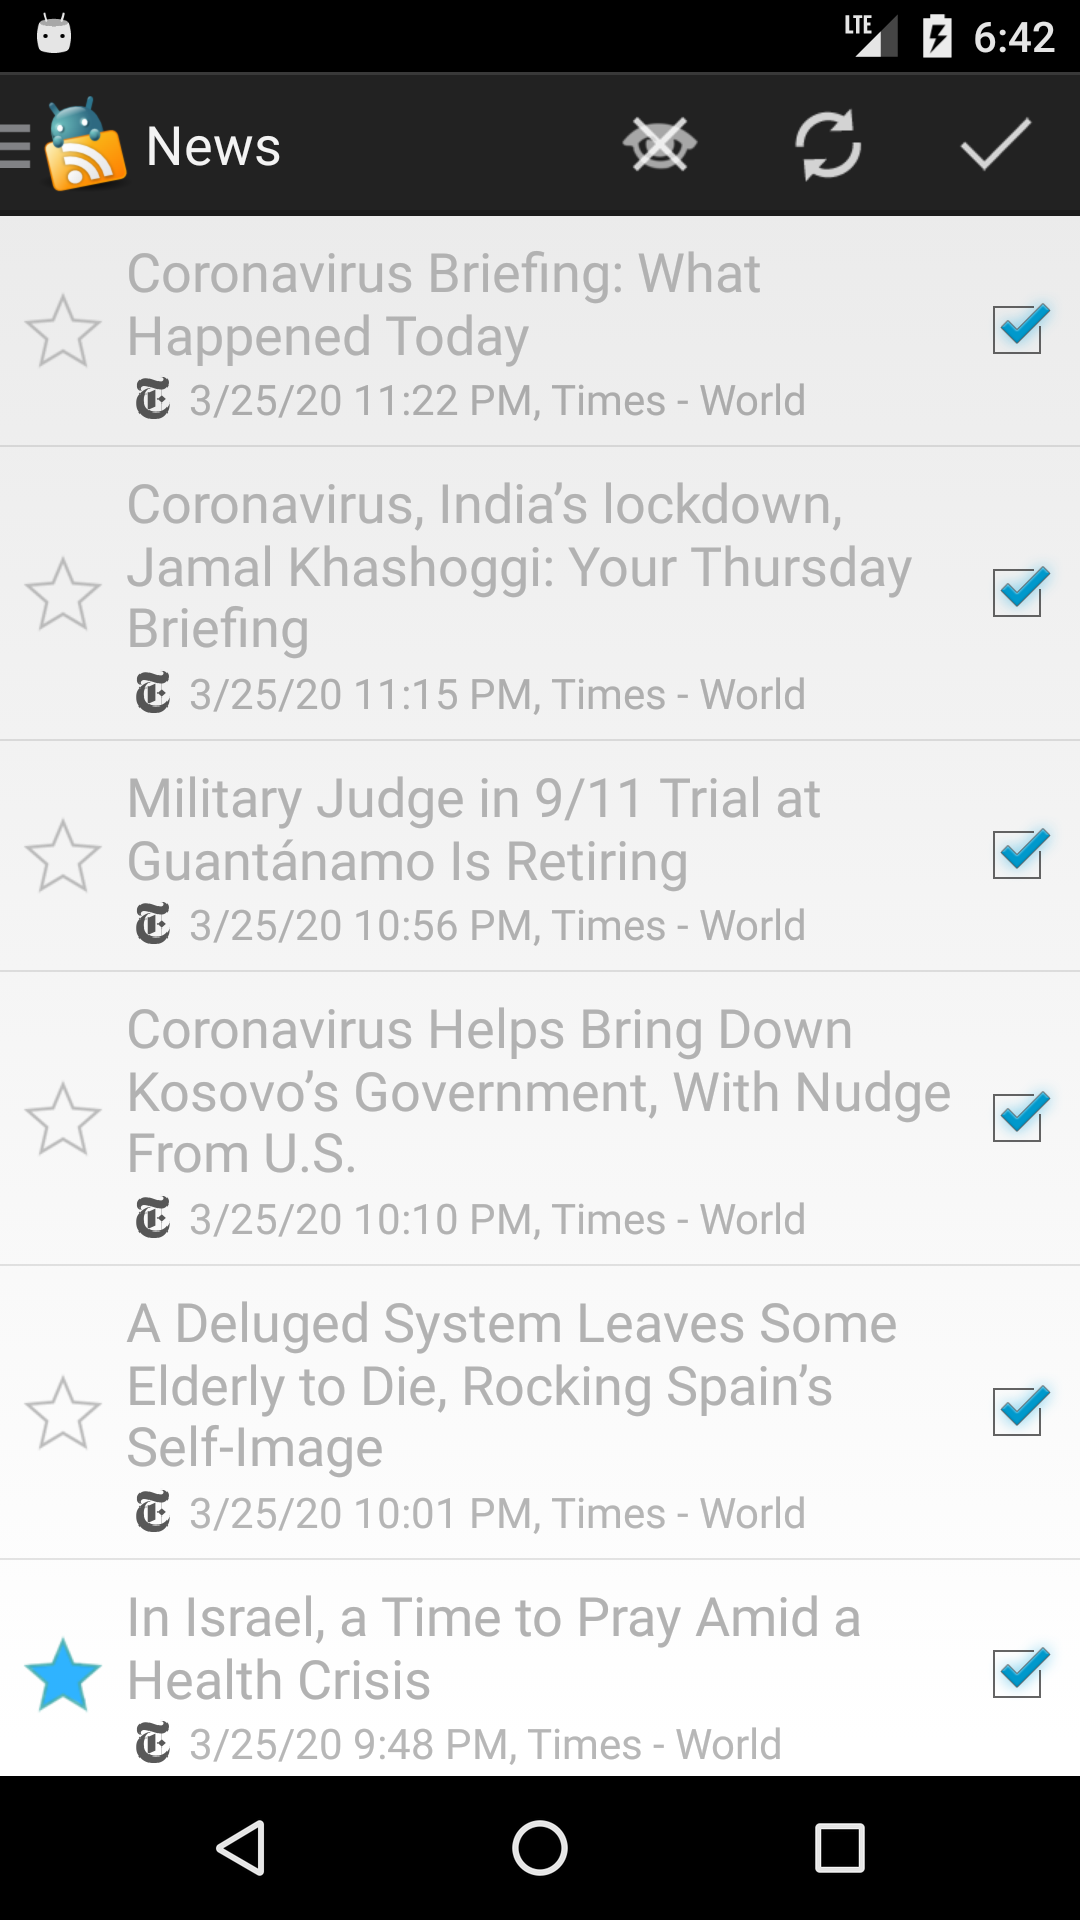 LTE 6:42
News
Coronavirus Briefing: What
Happened Today
3/25/20 11:22 PM, Times - World
Coronavirus, India’s lockdown,
Jamal Khashoggi: Your Thursday
Briefing
3/25/20 11:15 PM, Times - World
Military Judge in 9/11 Trial at
Guantánamo Is Retiring
3/25/20 10:56 PM, Times - World
Coronavirus Helps Bring Down
Kosovo’s Government, With Nudge
From U.S.
3/25/20 10:10 PM, Times - World
A Deluged System Leaves Some
Elderly to Die, Rocking Spain’s
Self-Image
3/25/20 10:01 PM, Times - World
In Israel, a Time to Pray Amid a
Health Crisis
3/25/20 9:48 PM, Times - World